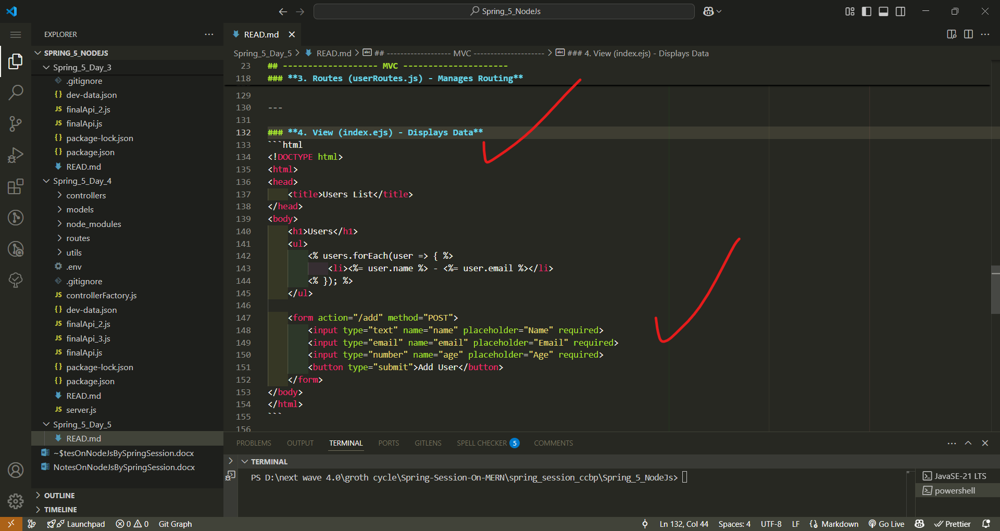 Spring_5_NodeJs
EXPLORER
SPRING_5_NODEJS
Spring_5_Day_3
.gitignore
{} dev-data.json
JS finalApi_2.js
JS finalApi.js
{} package-lock.json
{} package.json
READ.md
Spring_5_Day_4
controllers
models
node_modules
routes
utils
.env
.gitignore
JS controllerFactory.js
{} dev-data.json
JS finalApi_2.js
JS finalApi_3.js
JS finalApi.js
{} package-lock.json
{} package.json
READ.md
JS server.js
Spring_5_Day_5
READ.md
~$tesOnNodeJsBySpringSession.docx
NotesOnNodeJsBySpringSession.docx
OUTLINE
TIMELINE
READ.md
Spring_5_Day_5 > READ.md > abc ## ------------------- MVC --------------------- > abc ### 4. View (index.ejs) - Displays Data
23 ## ------------------- MVC ---------------------
118 ### **3. Routes (userRoutes.js) - Manages Routing**
129
130 ---
131
132 ### **4. View (index.ejs) - Displays Data**
133 ```html
134 <!DOCTYPE html>
135 <html>
136 <head>
137 <title>Users List</title>
138 </head>
139 <body>
140 <h1>Users</h1>
141 <ul>
142 <% users.forEach(user => { %>
143 <li><%= user.name %> - <%= user.email %></li>
144 <% }); %>
145 </ul>
146
147 <form action="/add" method="POST">
148 <input type="text" name="name" placeholder="Name" required>
149 <input type="email" name="email" placeholder="Email" required>
150 <input type="number" name="age" placeholder="Age" required>
151 <button type="submit">Add User</button>
152 </form>
153 </body>
154 </html>
155 ```
156
PROBLEMS OUTPUT TERMINAL PORTS GITLENS SPELL CHECKER 5 COMMENTS
TERMINAL
PS D:\next wave 4.0\groth cycle\Spring-Session-On-MERN\spring_session_ccbp\Spring_5_NodeJs>
JavaSE-21 LTS
powershell
Launchpad 0 0 Git Graph Ln 132, Col 44 Spaces: 4 UTF-8 LF {} Markdown Go Live Prettier